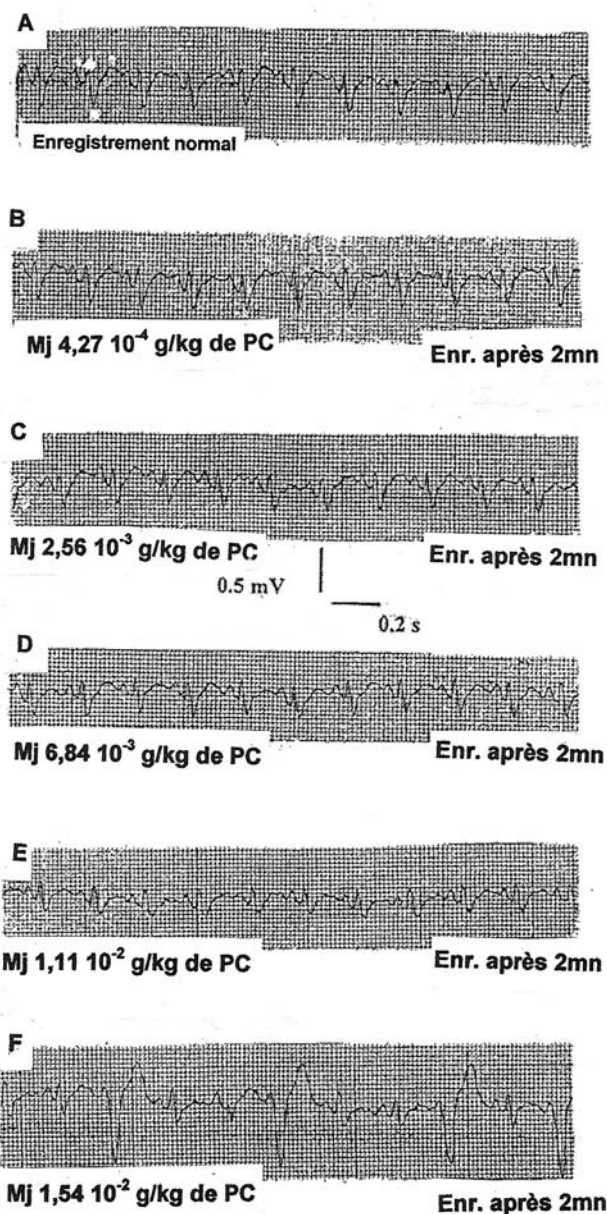 A
Enregistrement normal
B
Mj 4,27 10⁻⁴ g/kg de PC Enr. après 2mn
C
Mj 2,56 10⁻³ g/kg de PC Enr. après 2mn
0.5 mV
0.2 s
D
Mj 6,84 10⁻³ g/kg de PC Enr. après 2mn
E
Mj 1,11 10⁻² g/kg de PC Enr. après 2mn
F
Mj 1,54 10⁻² g/kg de PC Enr. après 2mn